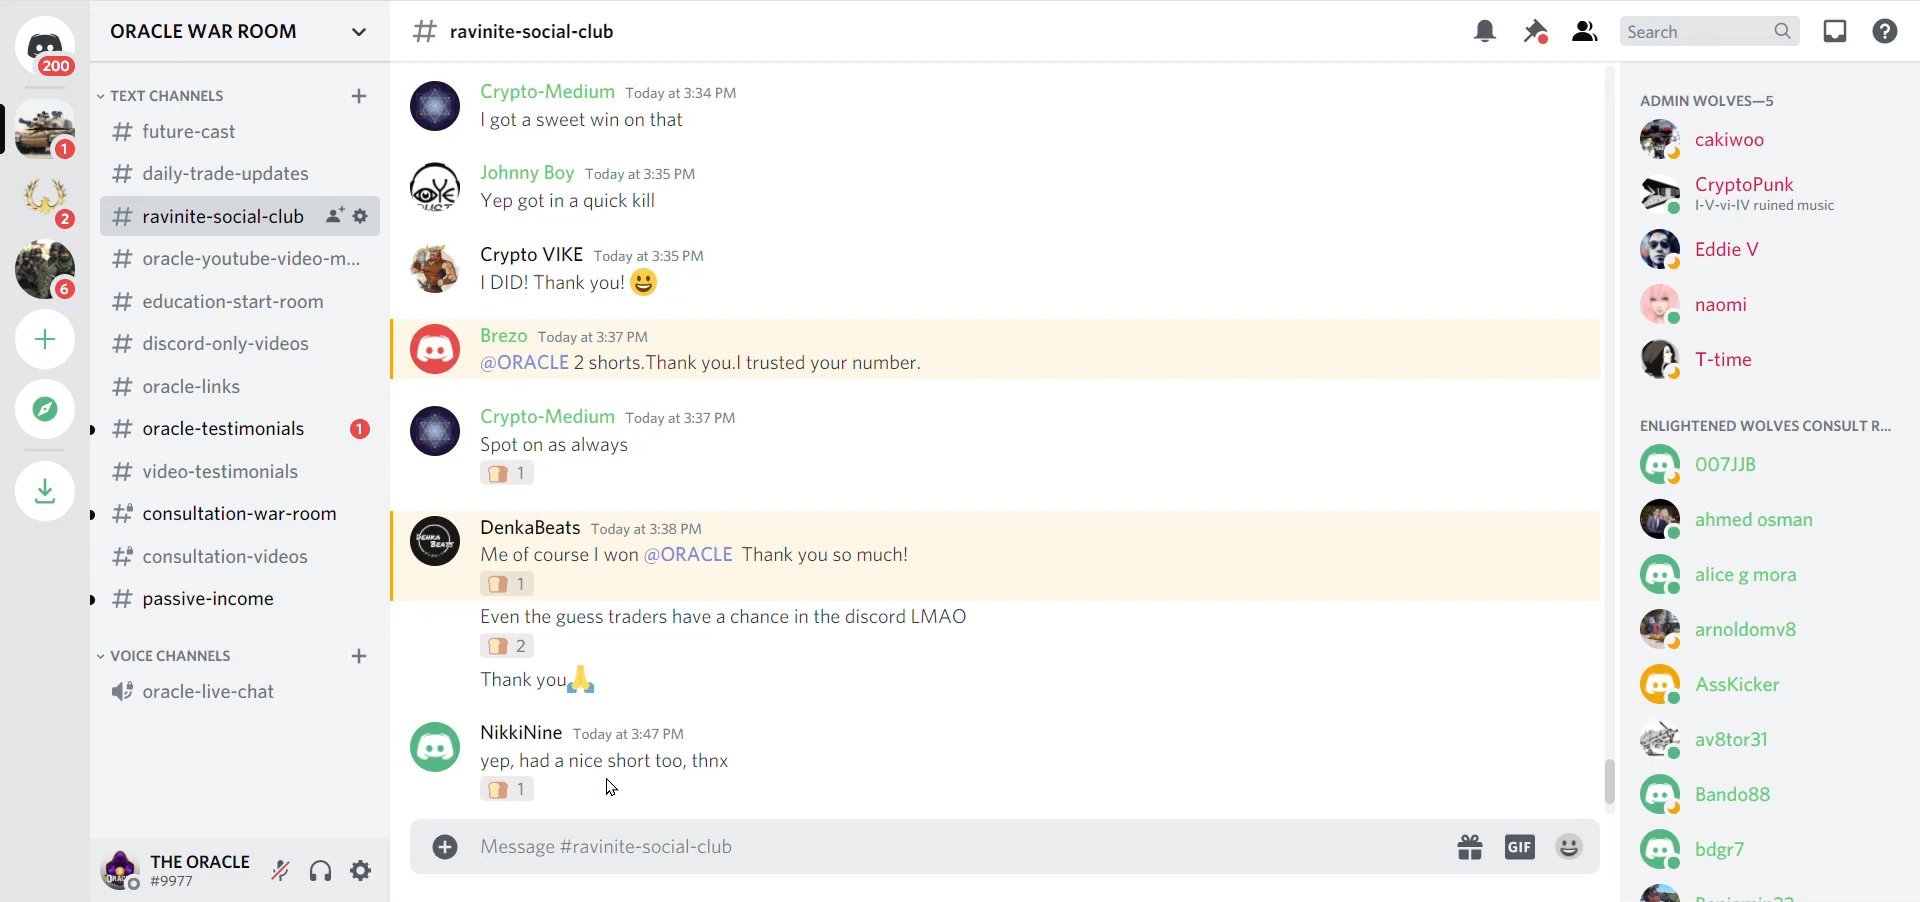 200
1
2
6
ORACLE WAR ROOM
TEXT CHANNELS
future-cast
daily-trade-updates
ravinite-social-club
oracle-youtube-video-m...
education-start-room
discord-only-videos
oracle-links
oracle-testimonials 1
video-testimonials
consultation-war-room
consultation-videos
passive-income
VOICE CHANNELS
oracle-live-chat
THE ORACLE
#9977
# ravinite-social-club
Search
Crypto-Medium Today at 3:34 PM
I got a sweet win on that
Johnny Boy Today at 3:35 PM
Yep got in a quick kill
Crypto VIKE Today at 3:35 PM
I DID! Thank you! 😀
Brezo Today at 3:37 PM
@ORACLE 2 shorts.Thank you.I trusted your number.
Crypto-Medium Today at 3:37 PM
Spot on as always
🍞 1
DENKA
BEATS
DenkaBeats Today at 3:38 PM
Me of course I won @ORACLE Thank you so much!
🍞 1
Even the guess traders have a chance in the discord LMAO
🍞 2
Thank you🙏
NikkiNine Today at 3:47 PM
yep, had a nice short too, thnx
🍞 1
Message #ravinite-social-club
GIF
ADMIN WOLVES—5
cakiwoo
CryptoPunk
I-V-vi-IV ruined music
Eddie V
naomi
T-time
ENLIGHTENED WOLVES CONSULT R...
007JJB
ahmed osman
alice g mora
arnoldomv8
AssKicker
av8tor31
Bando88
bdgr7